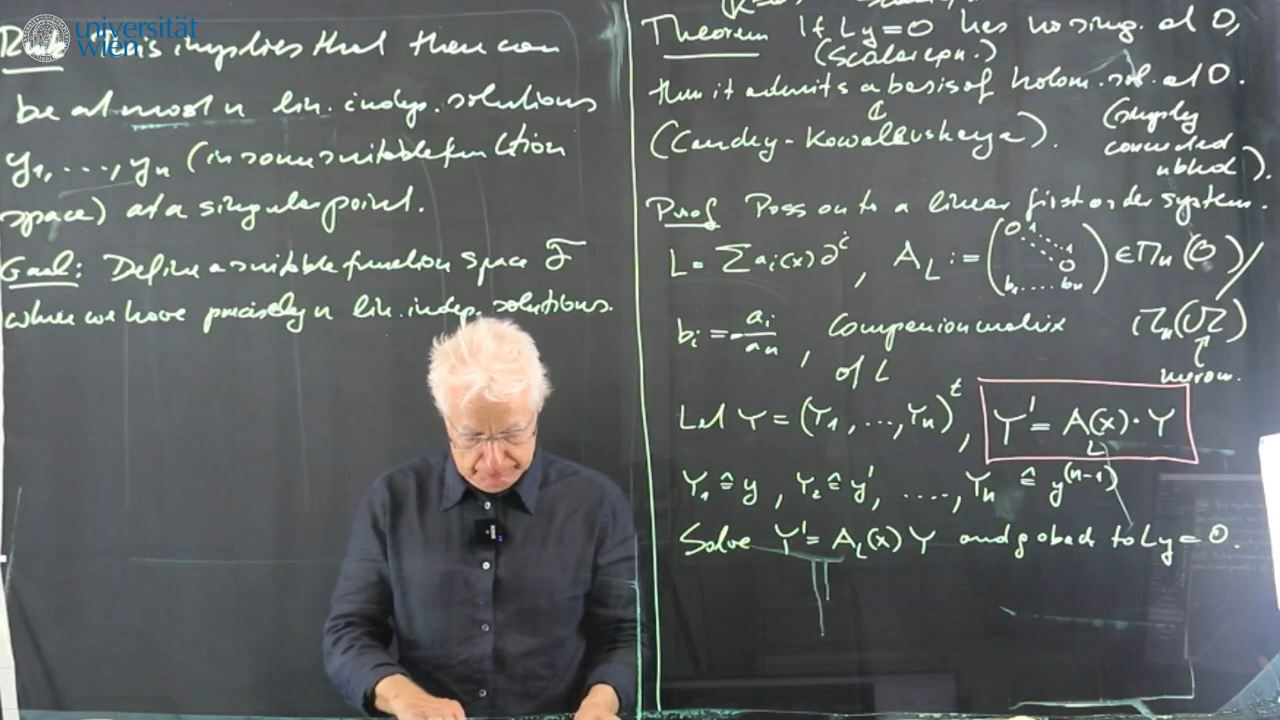 universität
wien
Rmk This implies that there can
be at most n lin. indep. solutions
y₁, ..., yₙ (in some suitable function
space) at a singular point.
Goal: Define a suitable function space F
where we have precisely n lin. indep. solutions.
Theorem If Ly=0 has no sing. at 0,
(scalar eqn.)
then it admits a basis of holom. sol. at 0.
(Cauchy-Kowalevskaya).
(simply
connected
nbhd).
Proof Pass on to a linear first order system.
L = ∑ aᵢ(x)∂ⁱ, A_L := (0 1 ... 1 0 b₁ .... bₙ) ∈ Mₙ(O)/
bᵢ = -aᵢ/aₙ, Companion matrix Mₙ(M)
of L
merom.
Let Y = (Y₁, ..., Yₙ)ᵗ, Y' = A_L(x)·Y
Y₁ ≙ y, Y₂ ≙ y', ....., Yₙ ≙ y⁽ⁿ⁻¹⁾
Solve Y' = A_L(x) Y and go back to Ly = 0.